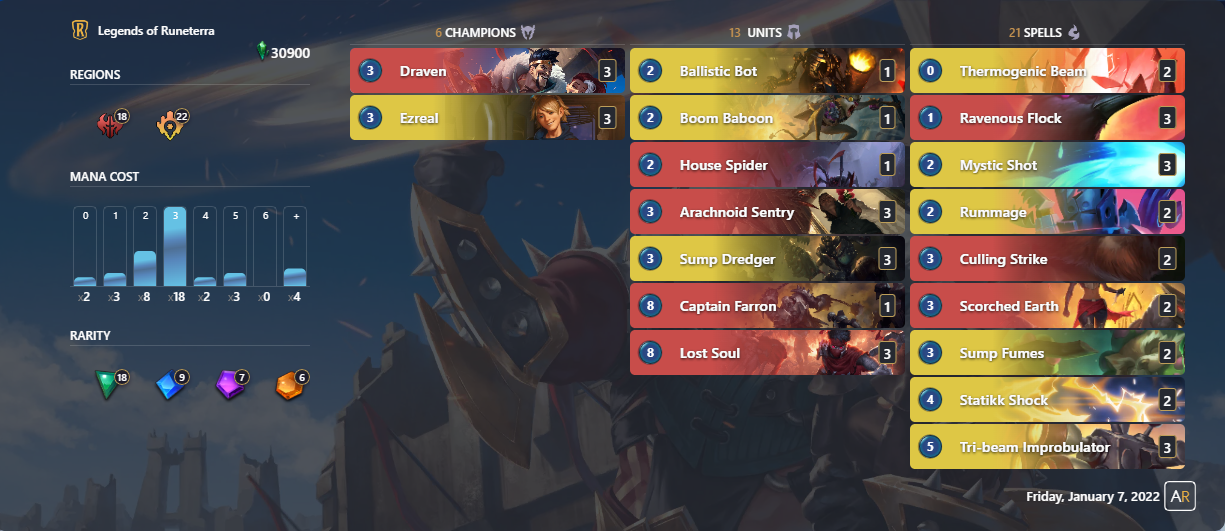 Legends of Runeterra
30900
REGIONS
18
22
MANA COST
0 1 2 3 4 5 6 +
x2 x3 x8 x18 x2 x3 x0 x4
RARITY
18 9 7 6
6 CHAMPIONS
3 Draven 3
3 Ezreal 3
13 UNITS
2 Ballistic Bot 1
2 Boom Baboon 1
2 House Spider 1
3 Arachnoid Sentry 3
3 Sump Dredger 3
8 Captain Farron 1
8 Lost Soul 3
21 SPELLS
0 Thermogenic Beam 2
1 Ravenous Flock 3
2 Mystic Shot 3
2 Rummage 2
3 Culling Strike 2
3 Scorched Earth 2
3 Sump Fumes 2
4 Statikk Shock 2
5 Tri-beam Improbulator 3
Friday, January 7, 2022 AR